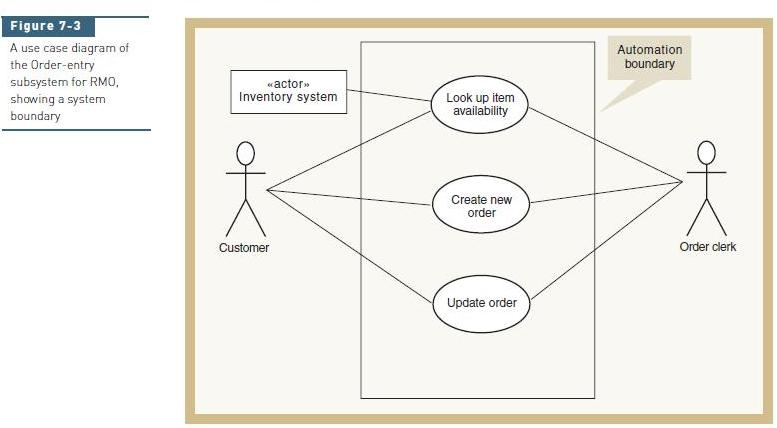 Figure 7-3
A use case diagram of
the Order-entry
subsystem for RMO,
showing a system
boundary
Automation
boundary
«actor»
Inventory system
Look up item
availability
Create new
order
Customer
Order clerk
Update order